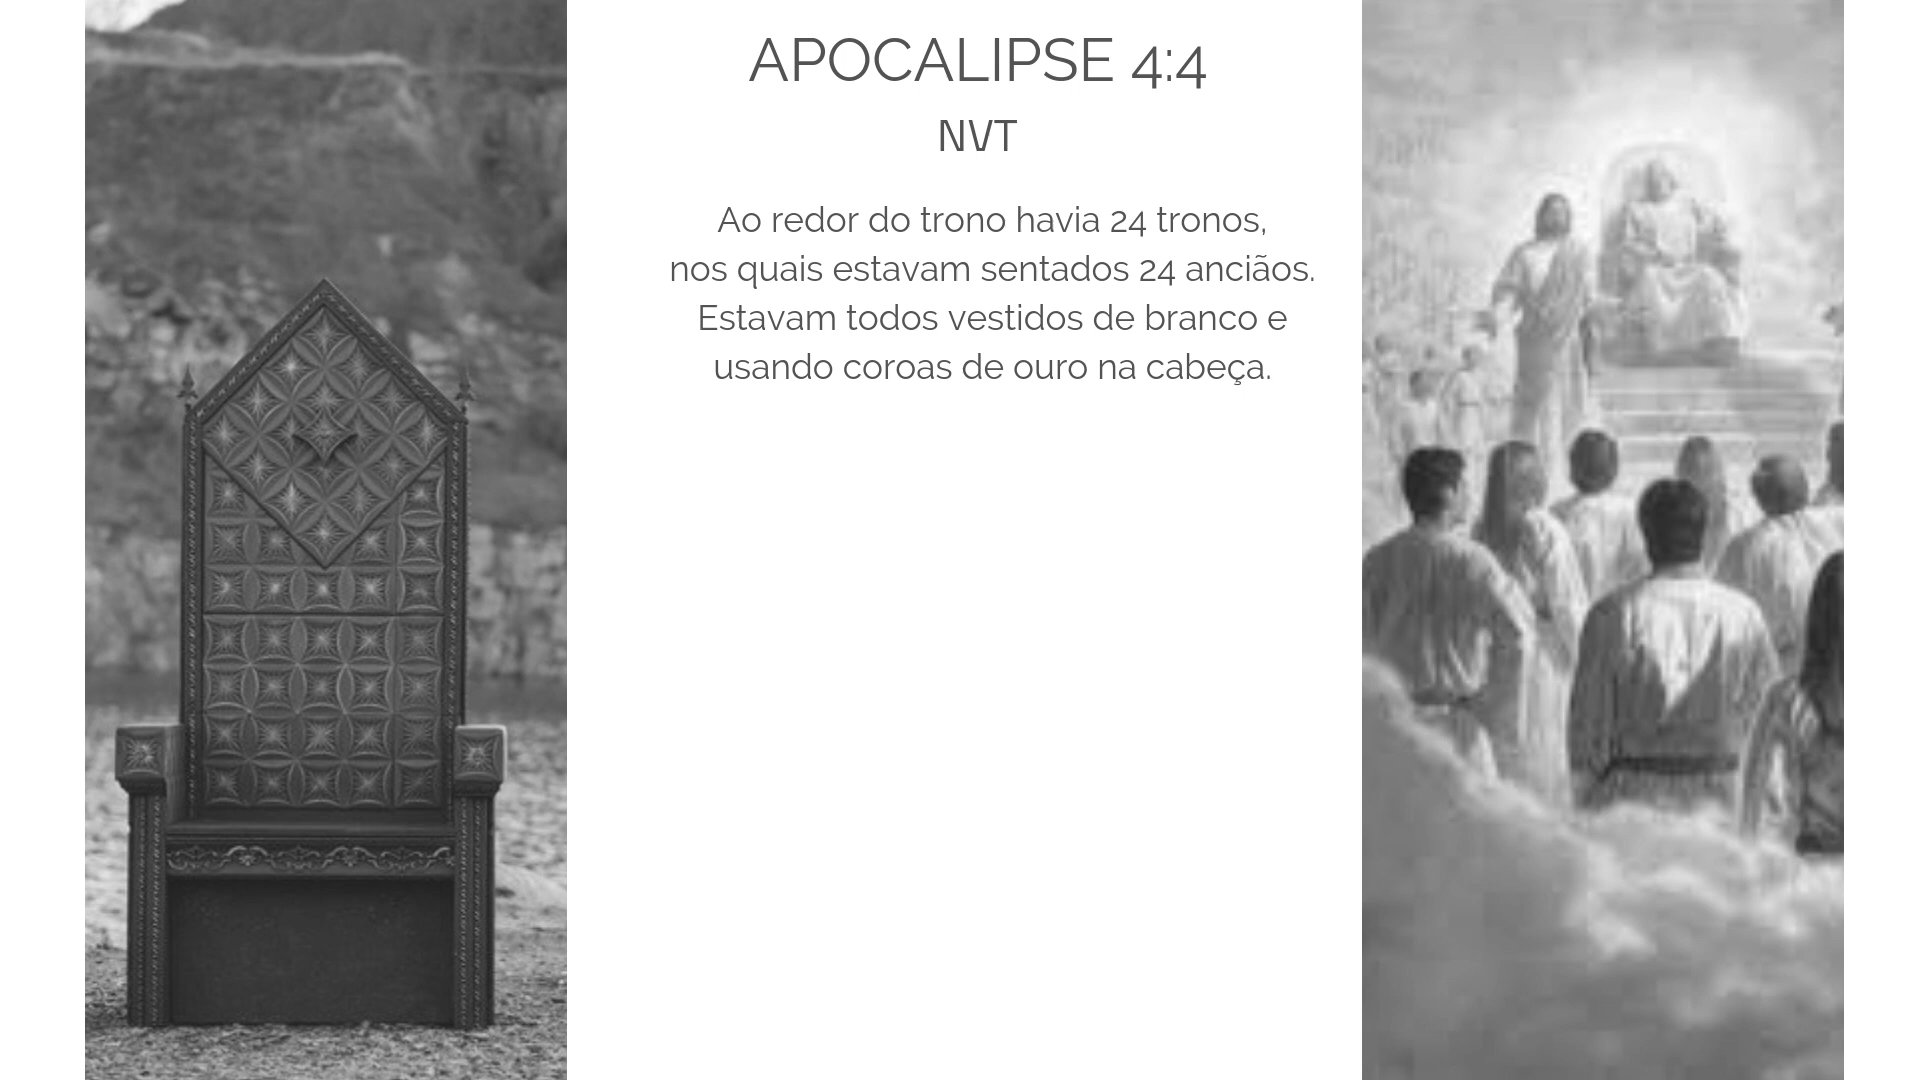 APOCALIPSE 4:4
NVT
Ao redor do trono havia 24 tronos,
nos quais estavam sentados 24 anciãos.
Estavam todos vestidos de branco e
usando coroas de ouro na cabeça.